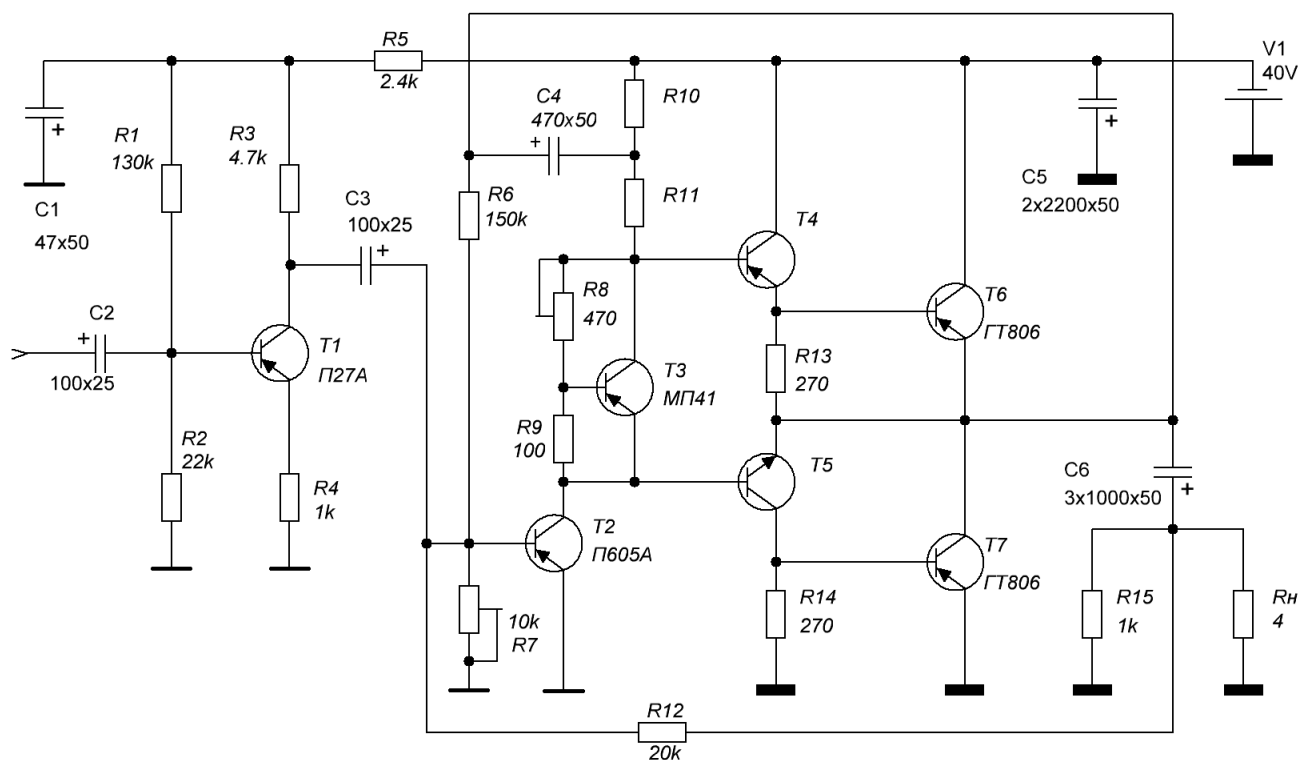 R5
2.4k
V1
40V
C4
470x50
R10
R1
130k
R3
4.7k
C1
47x50
C3
100x25
R6
150k
R11
C5
2x2200x50
T4
R8
470
T6
ГТ806
C2
100x25
T1
П27А
T3
МП41
R13
270
R9
100
R2
22k
R4
1k
T5
C6
3x1000x50
T2
П605А
T7
ГТ806
10k
R7
R14
270
R15
1k
Rн
4
R12
20k